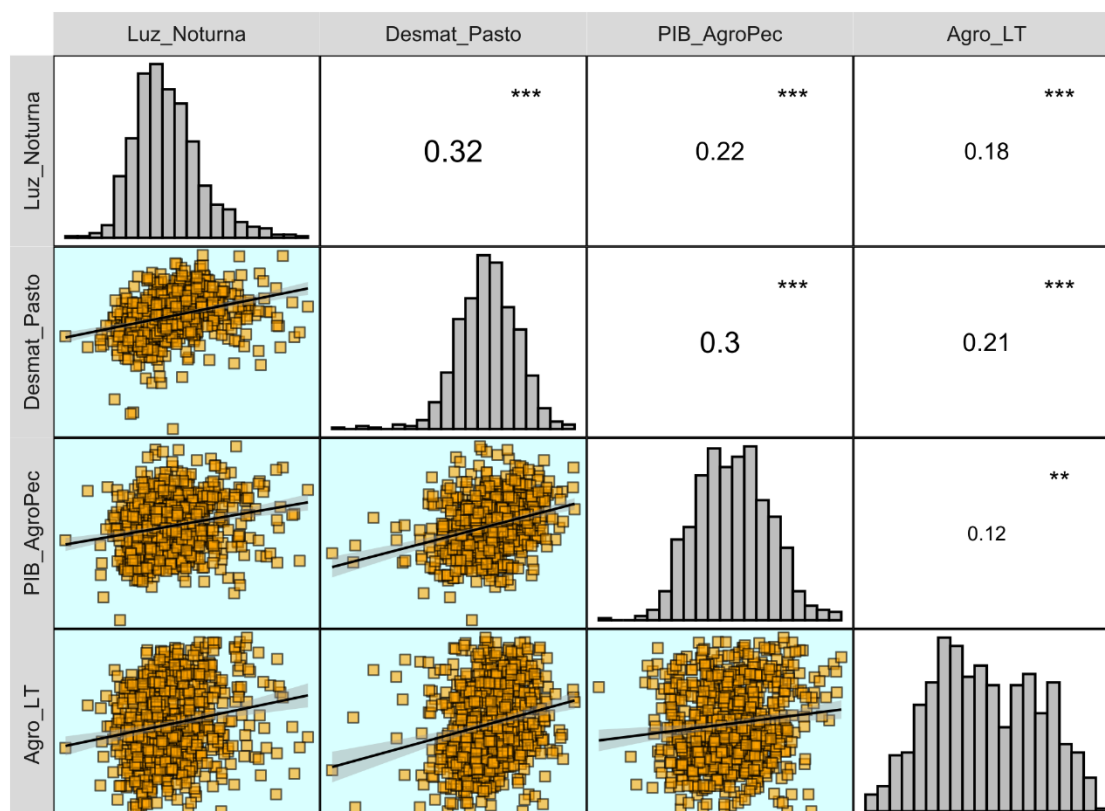 Luz_Noturna Desmat_Pasto PIB_AgroPec Agro_LT
Luz_Noturna
*** *** ***
0.32 0.22 0.18
Desmat_Pasto
*** ***
0.3 0.21
PIB_AgroPec
**
0.12
Agro_LT